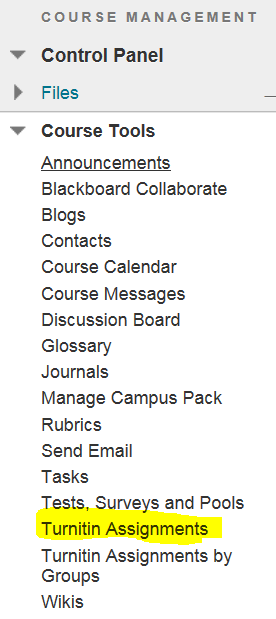 COURSE MANAGEMENT
Control Panel
Files
Course Tools
Announcements
Blackboard Collaborate
Blogs
Contacts
Course Calendar
Course Messages
Discussion Board
Glossary
Journals
Manage Campus Pack
Rubrics
Send Email
Tasks
Tests, Surveys and Pools
Turnitin Assignments
Turnitin Assignments by
Groups
Wikis